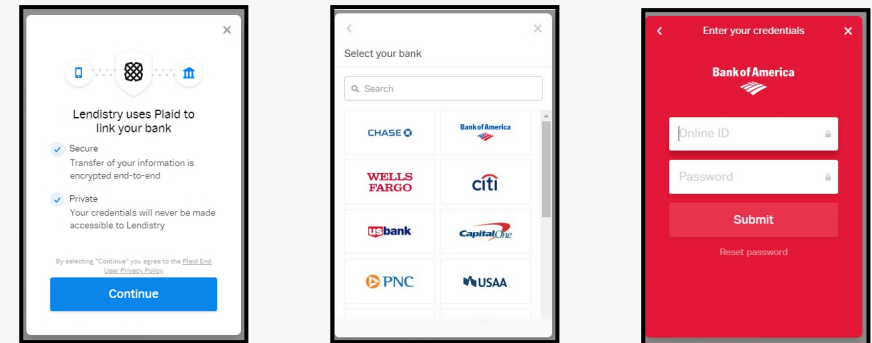 Lendistry uses Plaid to
link your bank
Secure
Transfer of your information is
encrypted end-to-end
Private
Your credentials will never be made
accessible to Lendistry
By selecting "Continue" you agree to the Plaid End
User Privacy Policy
Continue
Select your bank
Search
CHASE
Bank of America
WELLS
FARGO
citi
usbank
Capital One
PNC
USAA
Enter your credentials
Bank of America
Online ID
Password
Submit
Reset password